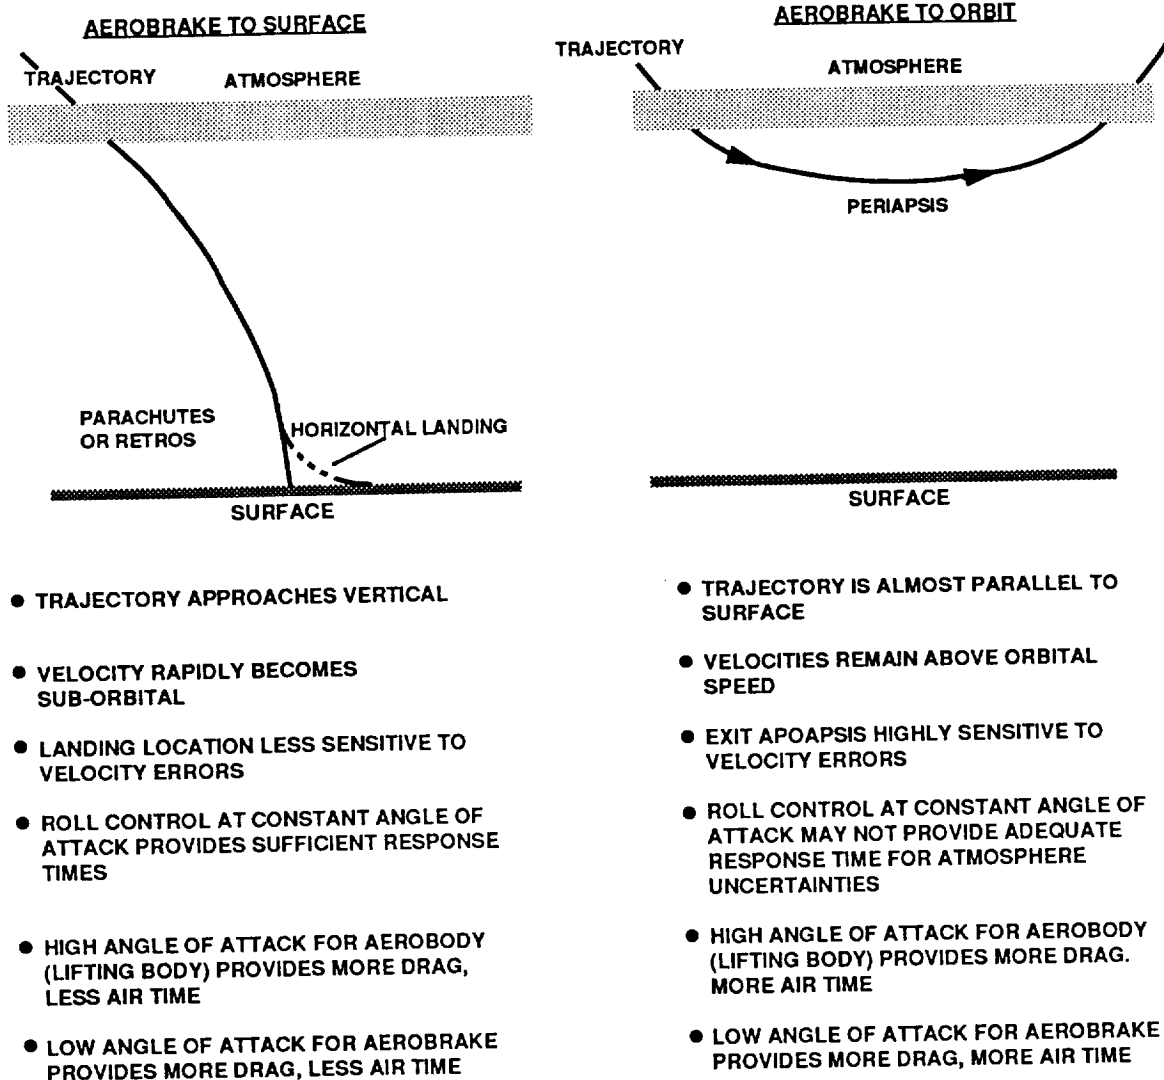 AEROBRAKE TO SURFACE
TRAJECTORY
ATMOSPHERE
PARACHUTES
OR RETROS
HORIZONTAL LANDING
SURFACE
● TRAJECTORY APPROACHES VERTICAL
● VELOCITY RAPIDLY BECOMES
SUB-ORBITAL
● LANDING LOCATION LESS SENSITIVE TO
VELOCITY ERRORS
● ROLL CONTROL AT CONSTANT ANGLE OF
ATTACK PROVIDES SUFFICIENT RESPONSE
TIMES
● HIGH ANGLE OF ATTACK FOR AEROBODY
(LIFTING BODY) PROVIDES MORE DRAG,
LESS AIR TIME
● LOW ANGLE OF ATTACK FOR AEROBRAKE
PROVIDES MORE DRAG, LESS AIR TIME
AEROBRAKE TO ORBIT
TRAJECTORY
ATMOSPHERE
PERIAPSIS
SURFACE
● TRAJECTORY IS ALMOST PARALLEL TO
SURFACE
● VELOCITIES REMAIN ABOVE ORBITAL
SPEED
● EXIT APOAPSIS HIGHLY SENSITIVE TO
VELOCITY ERRORS
● ROLL CONTROL AT CONSTANT ANGLE OF
ATTACK MAY NOT PROVIDE ADEQUATE
RESPONSE TIME FOR ATMOSPHERE
UNCERTAINTIES
● HIGH ANGLE OF ATTACK FOR AEROBODY
(LIFTING BODY) PROVIDES MORE DRAG.
MORE AIR TIME
● LOW ANGLE OF ATTACK FOR AEROBRAKE
PROVIDES MORE DRAG, MORE AIR TIME